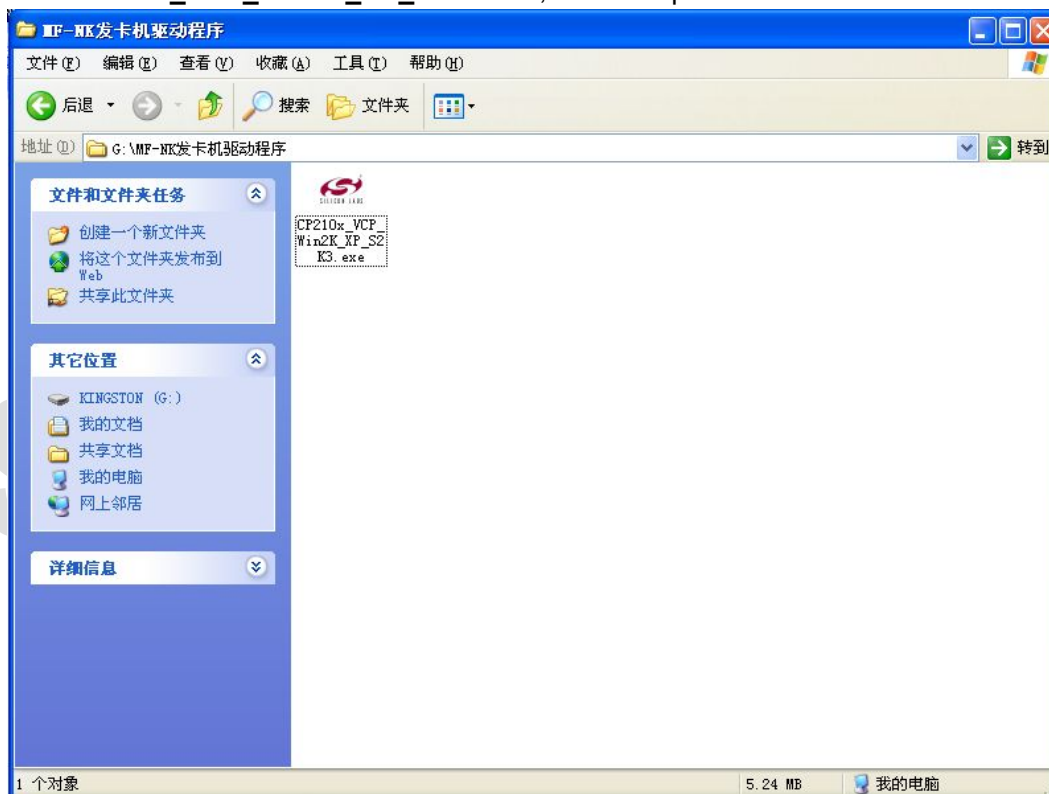 MF-NK发卡机驱动程序
文件(F) 编辑(E) 查看(V) 收藏(A) 工具(T) 帮助(H)
后退 搜索 文件夹
地址(D) G:\MF-NK发卡机驱动程序 转到
文件和文件夹任务
创建一个新文件夹
将这个文件夹发布到
Web
共享此文件夹
其它位置
KINGSTON (G:)
我的文档
共享文档
我的电脑
网上邻居
详细信息
SILICON LABS
CP210x_VCP_
Win2K_XP_S2
K3.exe
1 个对象 5.24 MB 我的电脑